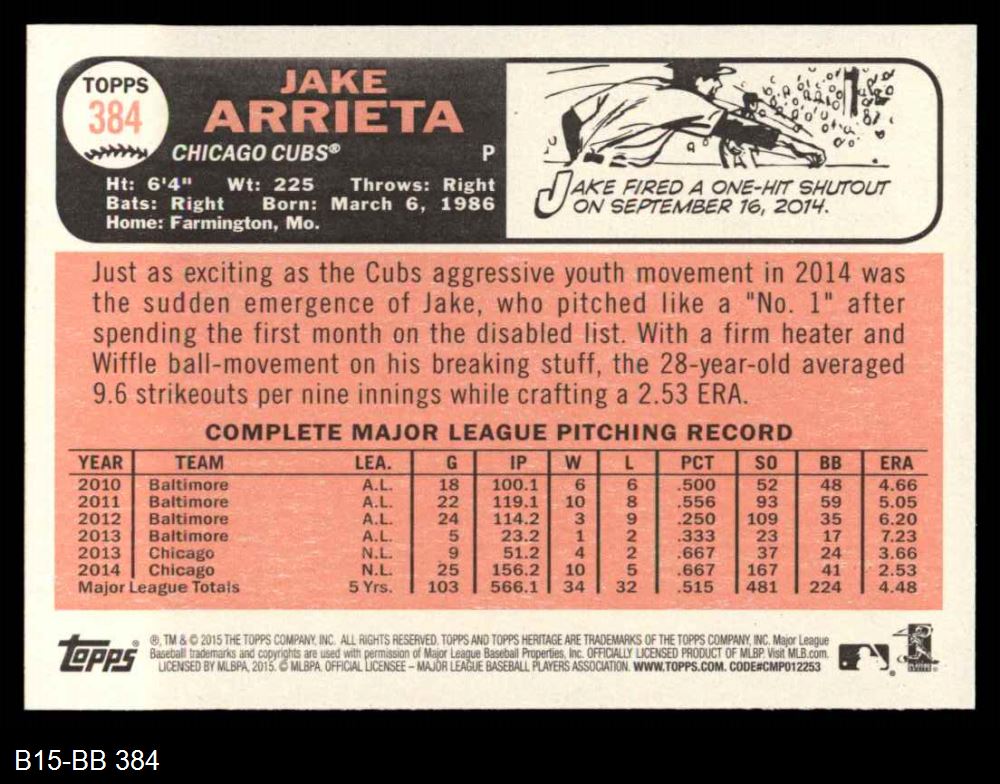 TOPPS
384
JAKE
ARRIETA
CHICAGO CUBS® P
Ht: 6'4" Wt: 225 Throws: Right
Bats: Right Born: March 6, 1986
Home: Farmington, Mo.
JAKE FIRED A ONE-HIT SHUTOUT
ON SEPTEMBER 16, 2014.
Just as exciting as the Cubs aggressive youth movement in 2014 was
the sudden emergence of Jake, who pitched like a "No. 1" after
spending the first month on the disabled list. With a firm heater and
Wiffle ball-movement on his breaking stuff, the 28-year-old averaged
9.6 strikeouts per nine innings while crafting a 2.53 ERA.
COMPLETE MAJOR LEAGUE PITCHING RECORD
YEAR TEAM LEA. G IP W L PCT SO BB ERA
2010 Baltimore A.L. 18 100.1 6 6 .500 52 48 4.66
2011 Baltimore A.L. 22 119.1 10 8 .556 93 59 5.05
2012 Baltimore A.L. 24 114.2 3 9 .250 109 35 6.20
2013 Baltimore A.L. 5 23.2 1 2 .333 23 17 7.23
2013 Chicago N.L. 9 51.2 4 2 .667 37 24 3.66
2014 Chicago N.L. 25 156.2 10 5 .667 167 41 2.53
Major League Totals 5 Yrs. 103 566.1 34 32 .515 481 224 4.48
Topps®
®, TM & © 2015 THE TOPPS COMPANY, INC. ALL RIGHTS RESERVED. TOPPS AND TOPPS HERITAGE ARE TRADEMARKS OF THE TOPPS COMPANY, INC. Major League
Baseball trademarks and copyrights are used with permission of Major League Baseball Properties, Inc. OFFICIALLY LICENSED PRODUCT OF MLBP. Visit MLB.com.
LICENSED BY MLBPA, 2015. © MLBPA, OFFICIAL LICENSEE – MAJOR LEAGUE BASEBALL PLAYERS ASSOCIATION. WWW.TOPPS.COM. CODE#CMP012253
B15-BB 384